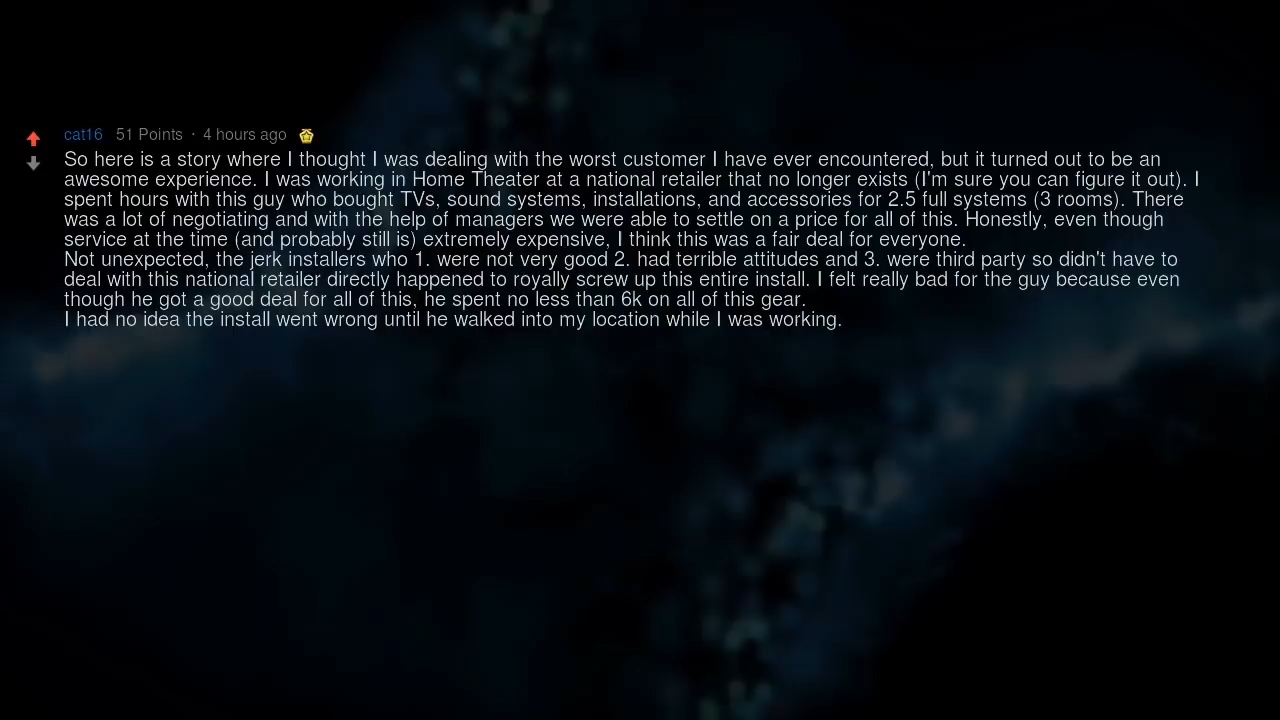 cat16 51 Points · 4 hours ago
So here is a story where I thought I was dealing with the worst customer I have ever encountered, but it turned out to be an
awesome experience. I was working in Home Theater at a national retailer that no longer exists (I'm sure you can figure it out). I
spent hours with this guy who bought TVs, sound systems, installations, and accessories for 2.5 full systems (3 rooms). There
was a lot of negotiating and with the help of managers we were able to settle on a price for all of this. Honestly, even though
service at the time (and probably still is) extremely expensive, I think this was a fair deal for everyone.
Not unexpected, the jerk installers who 1. were not very good 2. had terrible attitudes and 3. were third party so didn't have to
deal with this national retailer directly happened to royally screw up this entire install. I felt really bad for the guy because even
though he got a good deal for all of this, he spent no less than 6k on all of this gear.
I had no idea the install went wrong until he walked into my location while I was working.